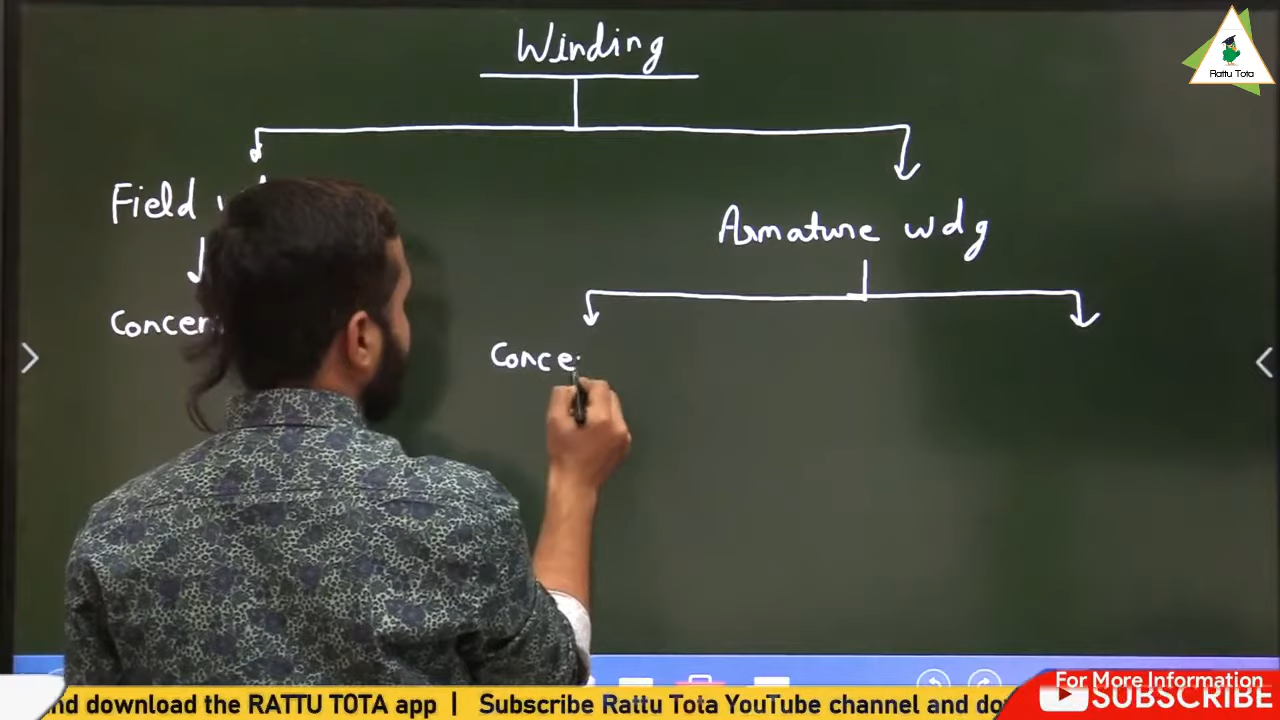 Winding
Rattu Tota
Field
Armature wdg
Concen
Conce
For More Information
nd download the RATTU TOTA app | Subscribe Rattu Tota YouTube channel and do
SUBSCRIBE